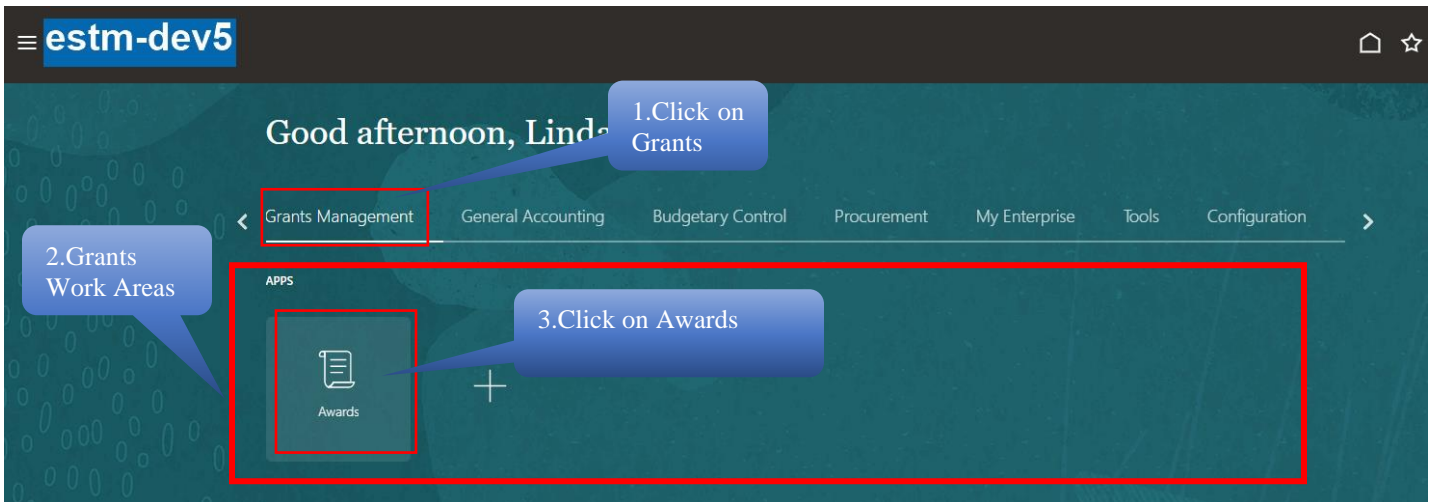 estm-dev5
Good afternoon, Linda
1.Click on
Grants
Grants Management
General Accounting
Budgetary Control
Procurement
My Enterprise
Tools
Configuration
2.Grants
Work Areas
APPS
3.Click on Awards
Awards